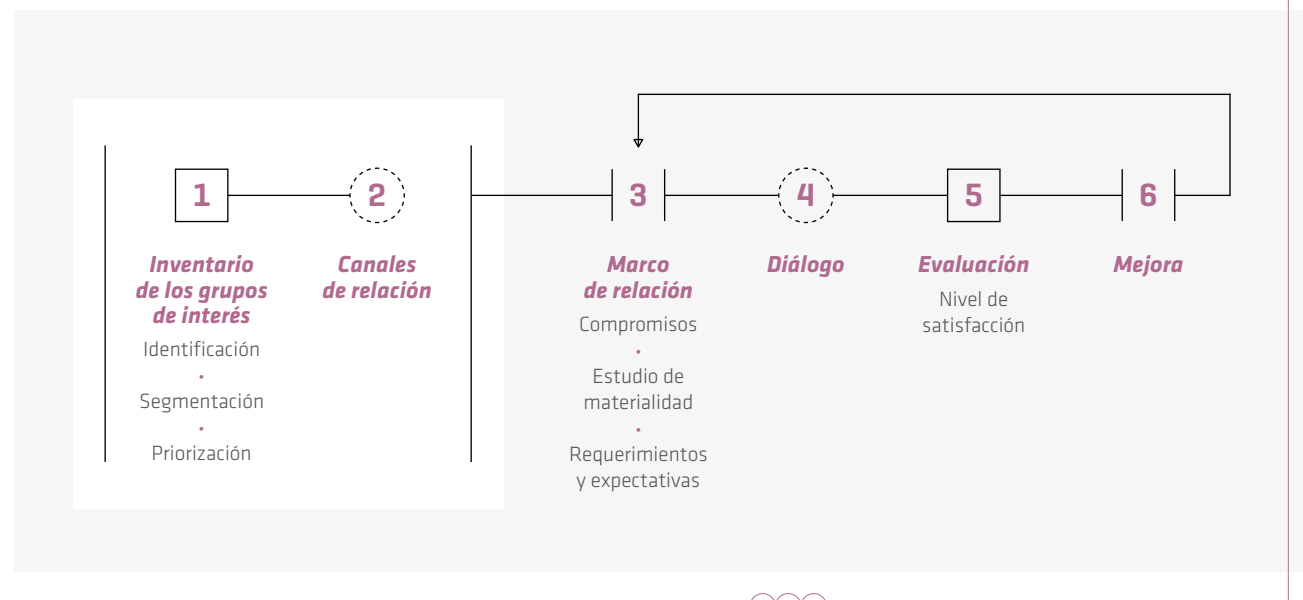 1
Inventario
de los grupos
de interés
Identificación
•
Segmentación
•
Priorización
2
Canales
de relación
3
Marco
de relación
Compromisos
•
Estudio de
materialidad
•
Requerimientos
y expectativas
4
Diálogo
5
Evaluación
Nivel de
satisfacción
6
Mejora